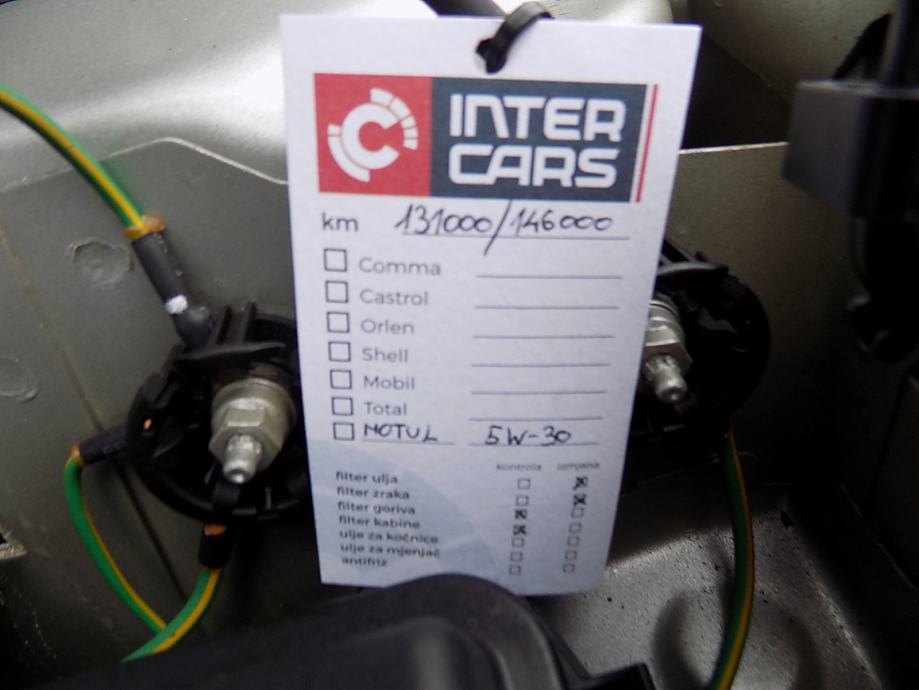 INTER
CARS
km 131000/146000
Comma
Castrol
Orlen
Shell
Mobil
Total
MOTUL 5W-30
kontrola izmjena
filter ulja
filter zraka
filter goriva
filter kabine
ulje za kočnice
ulje za mjenjač
antifriz